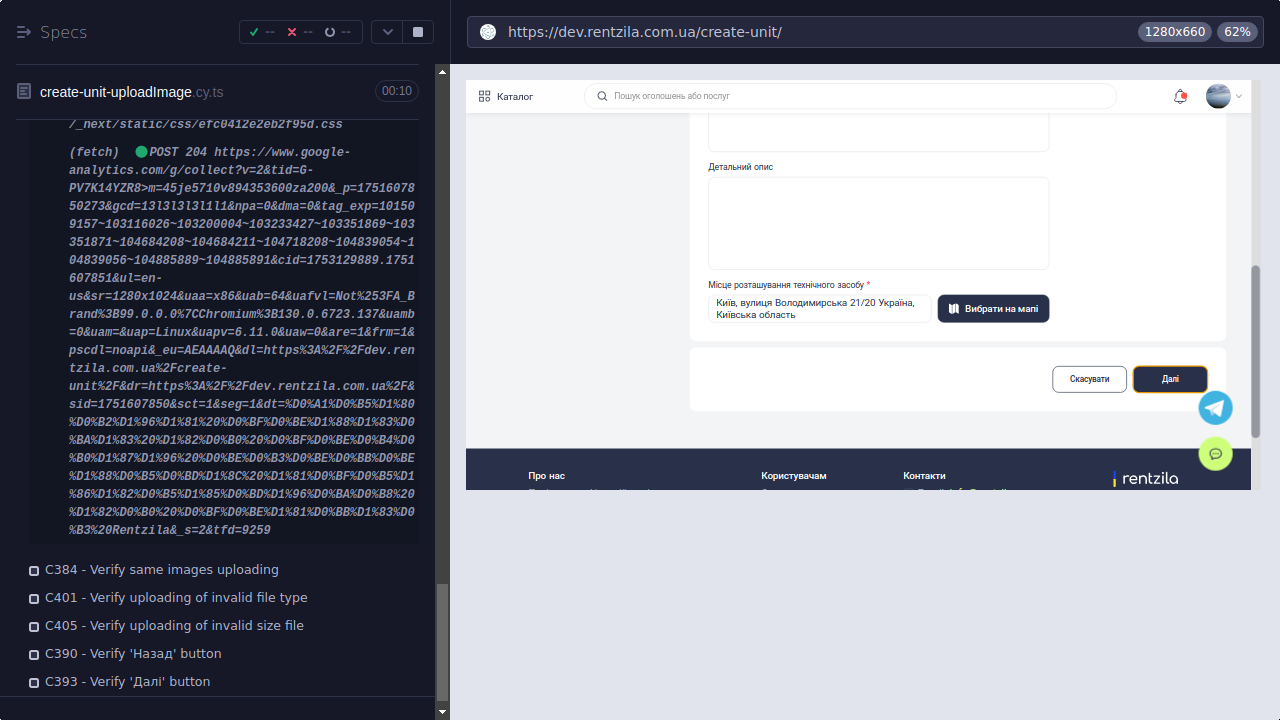 Specs
--
--
--
https://dev.rentzila.com.ua/create-unit/
1280x660
62%
create-unit-uploadImage.cy.ts
00:10
/_next/static/css/efc0412e2eb2f95d.css
(fetch) POST 204 https://www.google-
analytics.com/g/collect?v=2&tid=G-
PV7K14YZR8&gtm=45je5710v894353600za200&_p=17516078
50273&gcd=13l3l3l3l1l1&npa=0&dma=0&tag_exp=10150
9157~103116026~103200004~103233427~103351869~103
351871~104684208~104684211~104718208~104839054~1
04839056~104885889~104885891&cid=1753129889.1751
607851&ul=en-
us&sr=1280x1024&uaa=x86&uab=64&uafvl=Not%253FA_B
rand%3B99.0.0.0%7CChromium%3B130.0.6723.137&uamb
=0&uam=&uap=Linux&uapv=6.11.0&uaw=0&are=1&frm=1&
pscdl=noapi&_eu=AEAAAAQ&dl=https%3A%2F%2Fdev.ren
tzila.com.ua%2Fcreate-
unit%2F&dr=https%3A%2F%2Fdev.rentzila.com.ua%2F&
sid=1751607850&sct=1&seg=1&dt=%D0%A1%D0%B5%D1%80
%D0%B2%D1%96%D1%81%20%D0%BF%D0%BE%D1%88%D1%83%D0
%BA%D1%83%20%D1%82%D0%B0%20%D0%BF%D0%BE%D0%B4%D0
%B0%D1%87%D1%96%20%D0%BE%D0%B3%D0%BE%D0%BB%D0%BE
%D1%88%D0%B5%D0%BD%D1%8C%20%D1%81%D0%BF%D0%B5%D1
%86%D1%82%D0%B5%D1%85%D0%BD%D1%96%D0%BA%D0%B8%20
%D1%82%D0%B0%20%D0%BF%D0%BE%D1%81%D0%BB%D1%83%D0
%B3%20Rentzila&_s=2&tfd=9259
C384 - Verify same images uploading
C401 - Verify uploading of invalid file type
C405 - Verify uploading of invalid size file
C390 - Verify 'Назад' button
C393 - Verify 'Далі' button
Каталог
Пошук оголошень або послуг
Детальний опис
Місце розташування технічного засобу *
Київ, вулиця Володимирська 21/20 Україна,
Київська область
Вибрати на мапі
Скасувати
Далі
Про нас
Користувачам
Контакти
rentzila